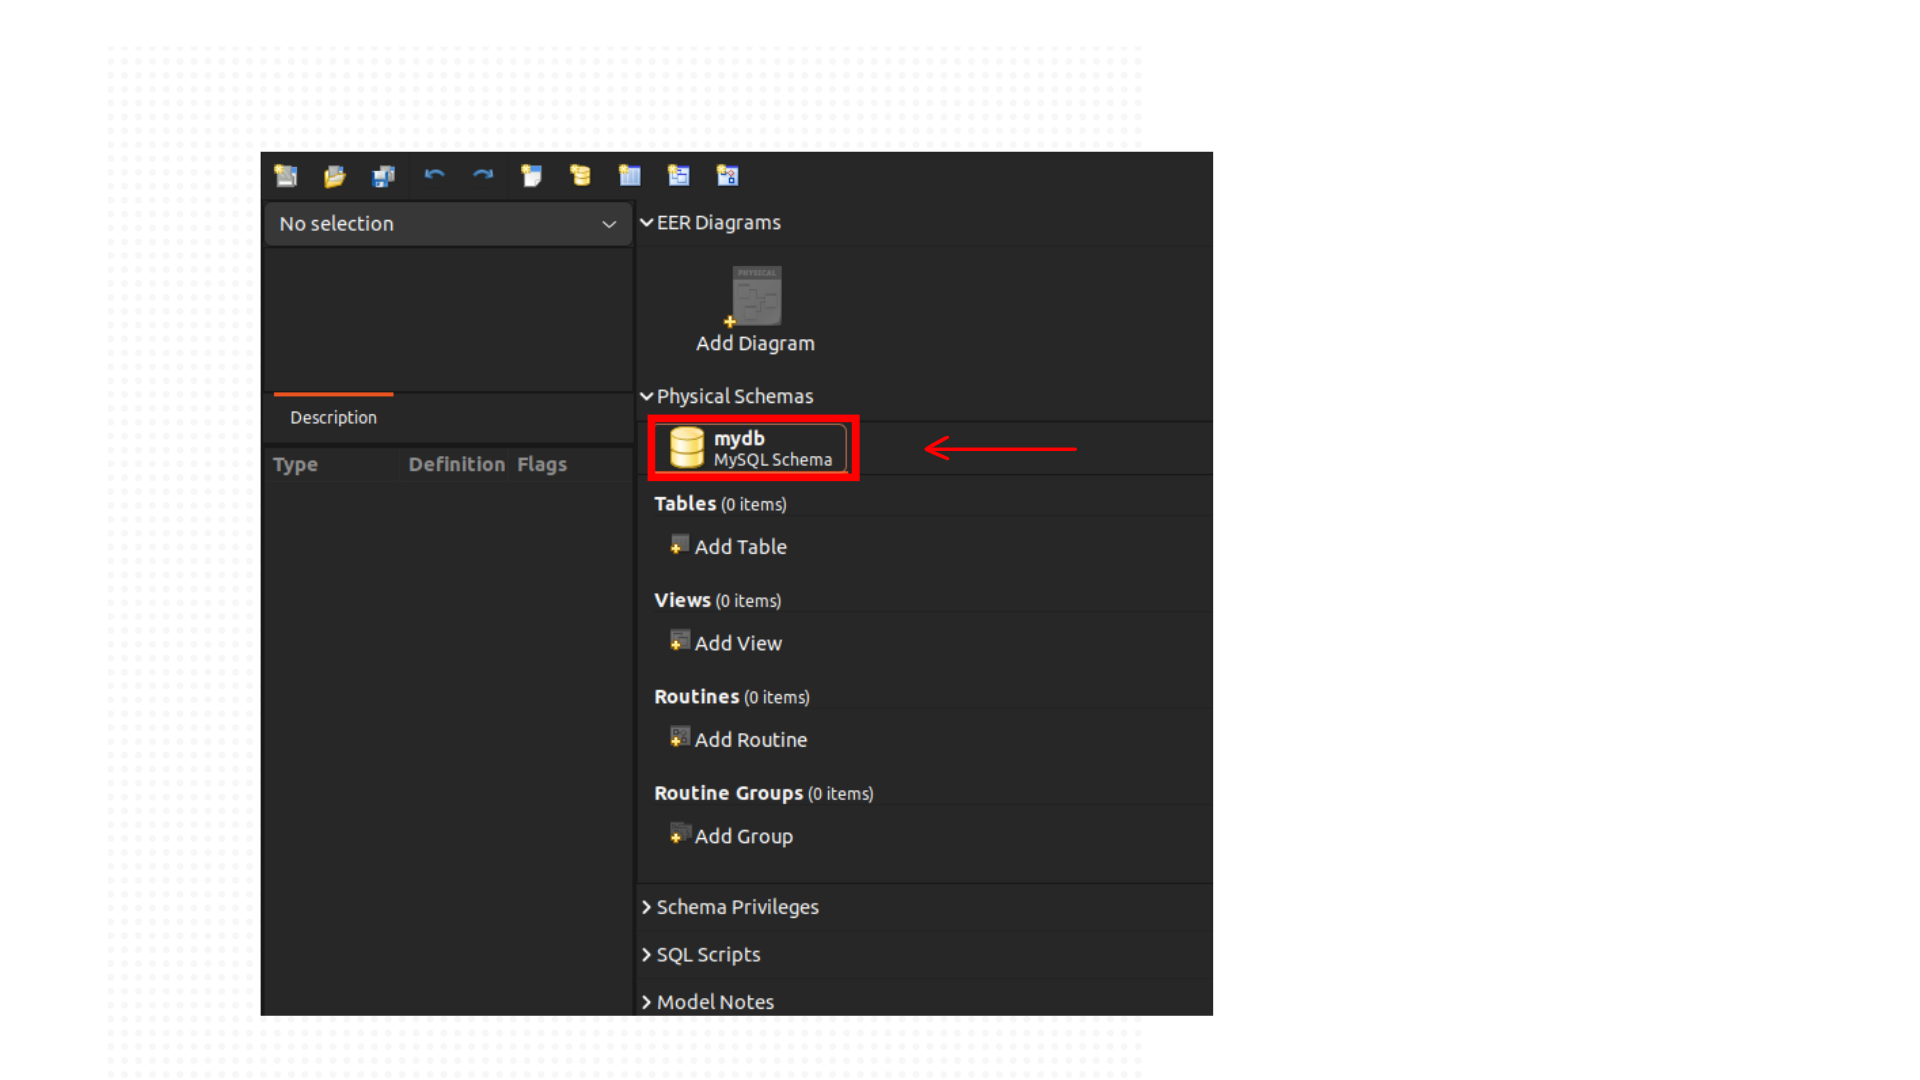 No selection
EER Diagrams
PHYSICAL
Add Diagram
Physical Schemas
Description
mydb
MySQL Schema
Type Definition Flags
Tables (0 items)
Add Table
Views (0 items)
Add View
Routines (0 items)
Add Routine
Routine Groups (0 items)
Add Group
Schema Privileges
SQL Scripts
Model Notes